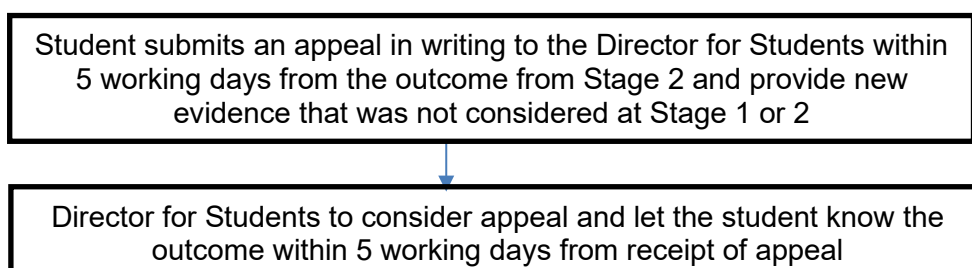 Student submits an appeal in writing to the Director for Students within
5 working days from the outcome from Stage 2 and provide new
evidence that was not considered at Stage 1 or 2
Director for Students to consider appeal and let the student know the
outcome within 5 working days from receipt of appeal